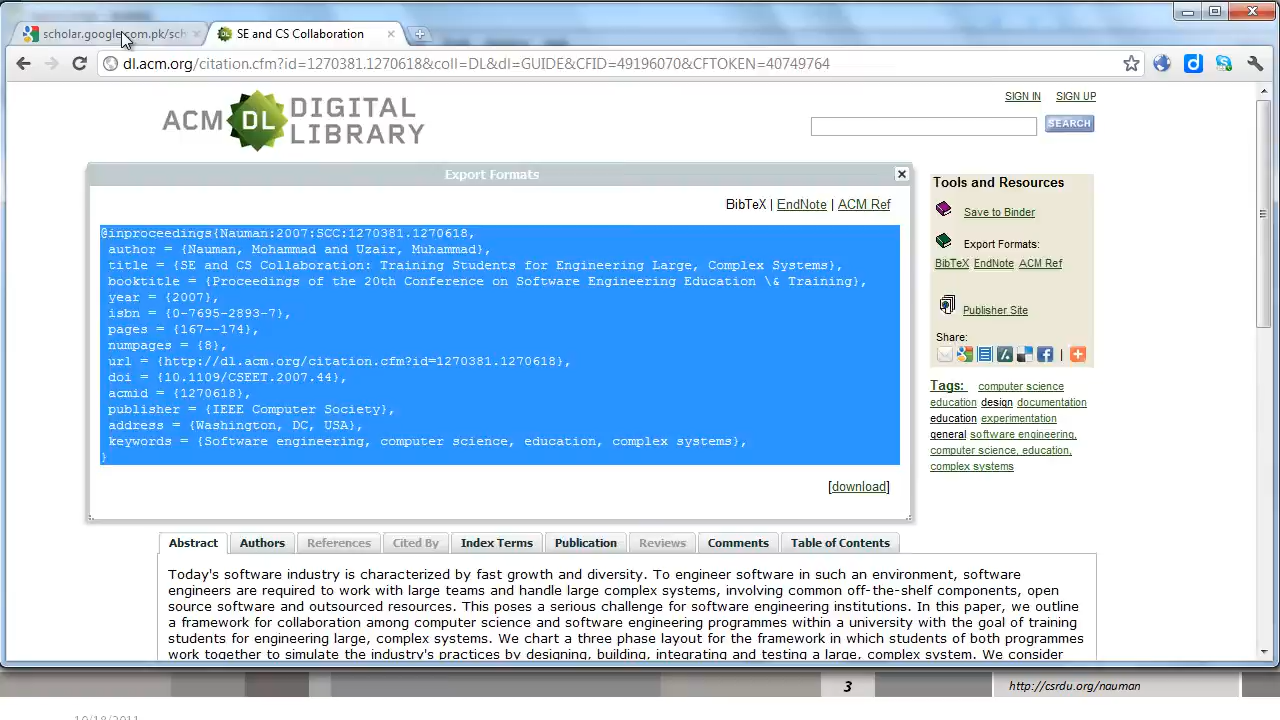 scholar.google.com.pk/sch
SE and CS Collaboration
dl.acm.org/citation.cfm?id=1270381.1270618&coll=DL&dl=GUIDE&CFID=49196070&CFTOKEN=40749764
SIGN IN SIGN UP
ACM DL DIGITAL
LIBRARY
SEARCH
Export Formats
BibTeX | EndNote | ACM Ref
@inproceedings{Nauman:2007:SCC:1270381.1270618,
author = {Nauman, Mohammad and Uzair, Muhammad},
title = {SE and CS Collaboration: Training Students for Engineering Large, Complex Systems},
booktitle = {Proceedings of the 20th Conference on Software Engineering Education \& Training},
year = {2007},
isbn = {0-7695-2893-7},
pages = {167--174},
numpages = {8},
url = {http://dl.acm.org/citation.cfm?id=1270381.1270618},
doi = {10.1109/CSEET.2007.44},
acmid = {1270618},
publisher = {IEEE Computer Society},
address = {Washington, DC, USA},
keywords = {Software engineering, computer science, education, complex systems},
}
[download]
Tools and Resources
Save to Binder
Export Formats:
BibTeX EndNote ACM Ref
Publisher Site
Share:
Tags: computer science
education design documentation
education experimentation
general software engineering,
computer science, education,
complex systems
Abstract Authors References Cited By Index Terms Publication Reviews Comments Table of Contents
Today's software industry is characterized by fast growth and diversity. To engineer software in such an environment, software
engineers are required to work with large teams and handle large complex systems, involving common off-the-shelf components, open
source software and outsourced resources. This poses a serious challenge for software engineering institutions. In this paper, we outline
a framework for collaboration among computer science and software engineering programmes within a university with the goal of training
students for engineering large, complex systems. We chart a three phase layout for the framework in which students of both programmes
work together to simulate the industry's practices by designing, building, integrating and testing a large, complex system. We consider
3
http://csrdu.org/nauman
10/18/2011